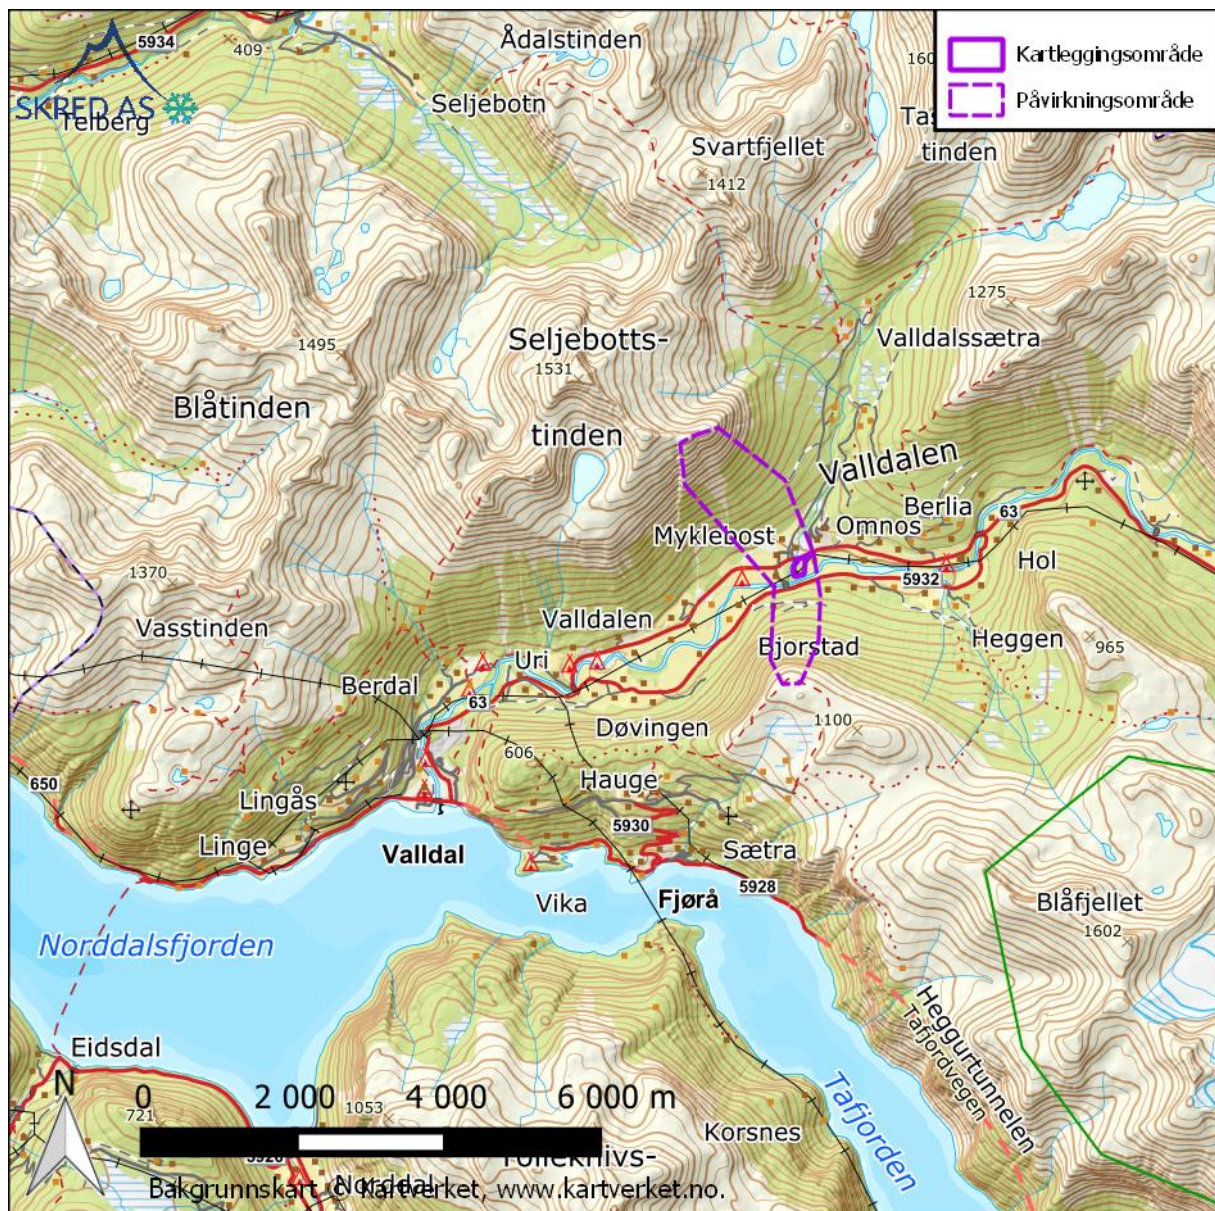 5934
409
Ådalstinden
SKRED AS
Telberg
Seljebotn
Svartfjellet
1412
tinden
Kartleggingsområde
Påvirkningsområde
1275
Valldalssætra
1495
Seljebotts-
1531
tinden
Blåtinden
Valldalen
Berlia
Omnos
Myklebost
63
Hol
5932
1370
Vasstinden
Valldalen
Bjorstad
Heggen
965
Uri
Berdal
63
Døvingen
1100
606
650
Hauge
Lingås
5930
Linge
Valldal
Sætra
5928
Vika
Fjørå
Blåfjellet
1602
Norddalsfjorden
Heggurtunnelen
Tafjordvegen
Eidsdal
N
0 2 000 4 000 6 000 m
721
1053
Tafjorden
Korsnes
Norddal
Bakgrunnskart © Kartverket, www.kartverket.no.